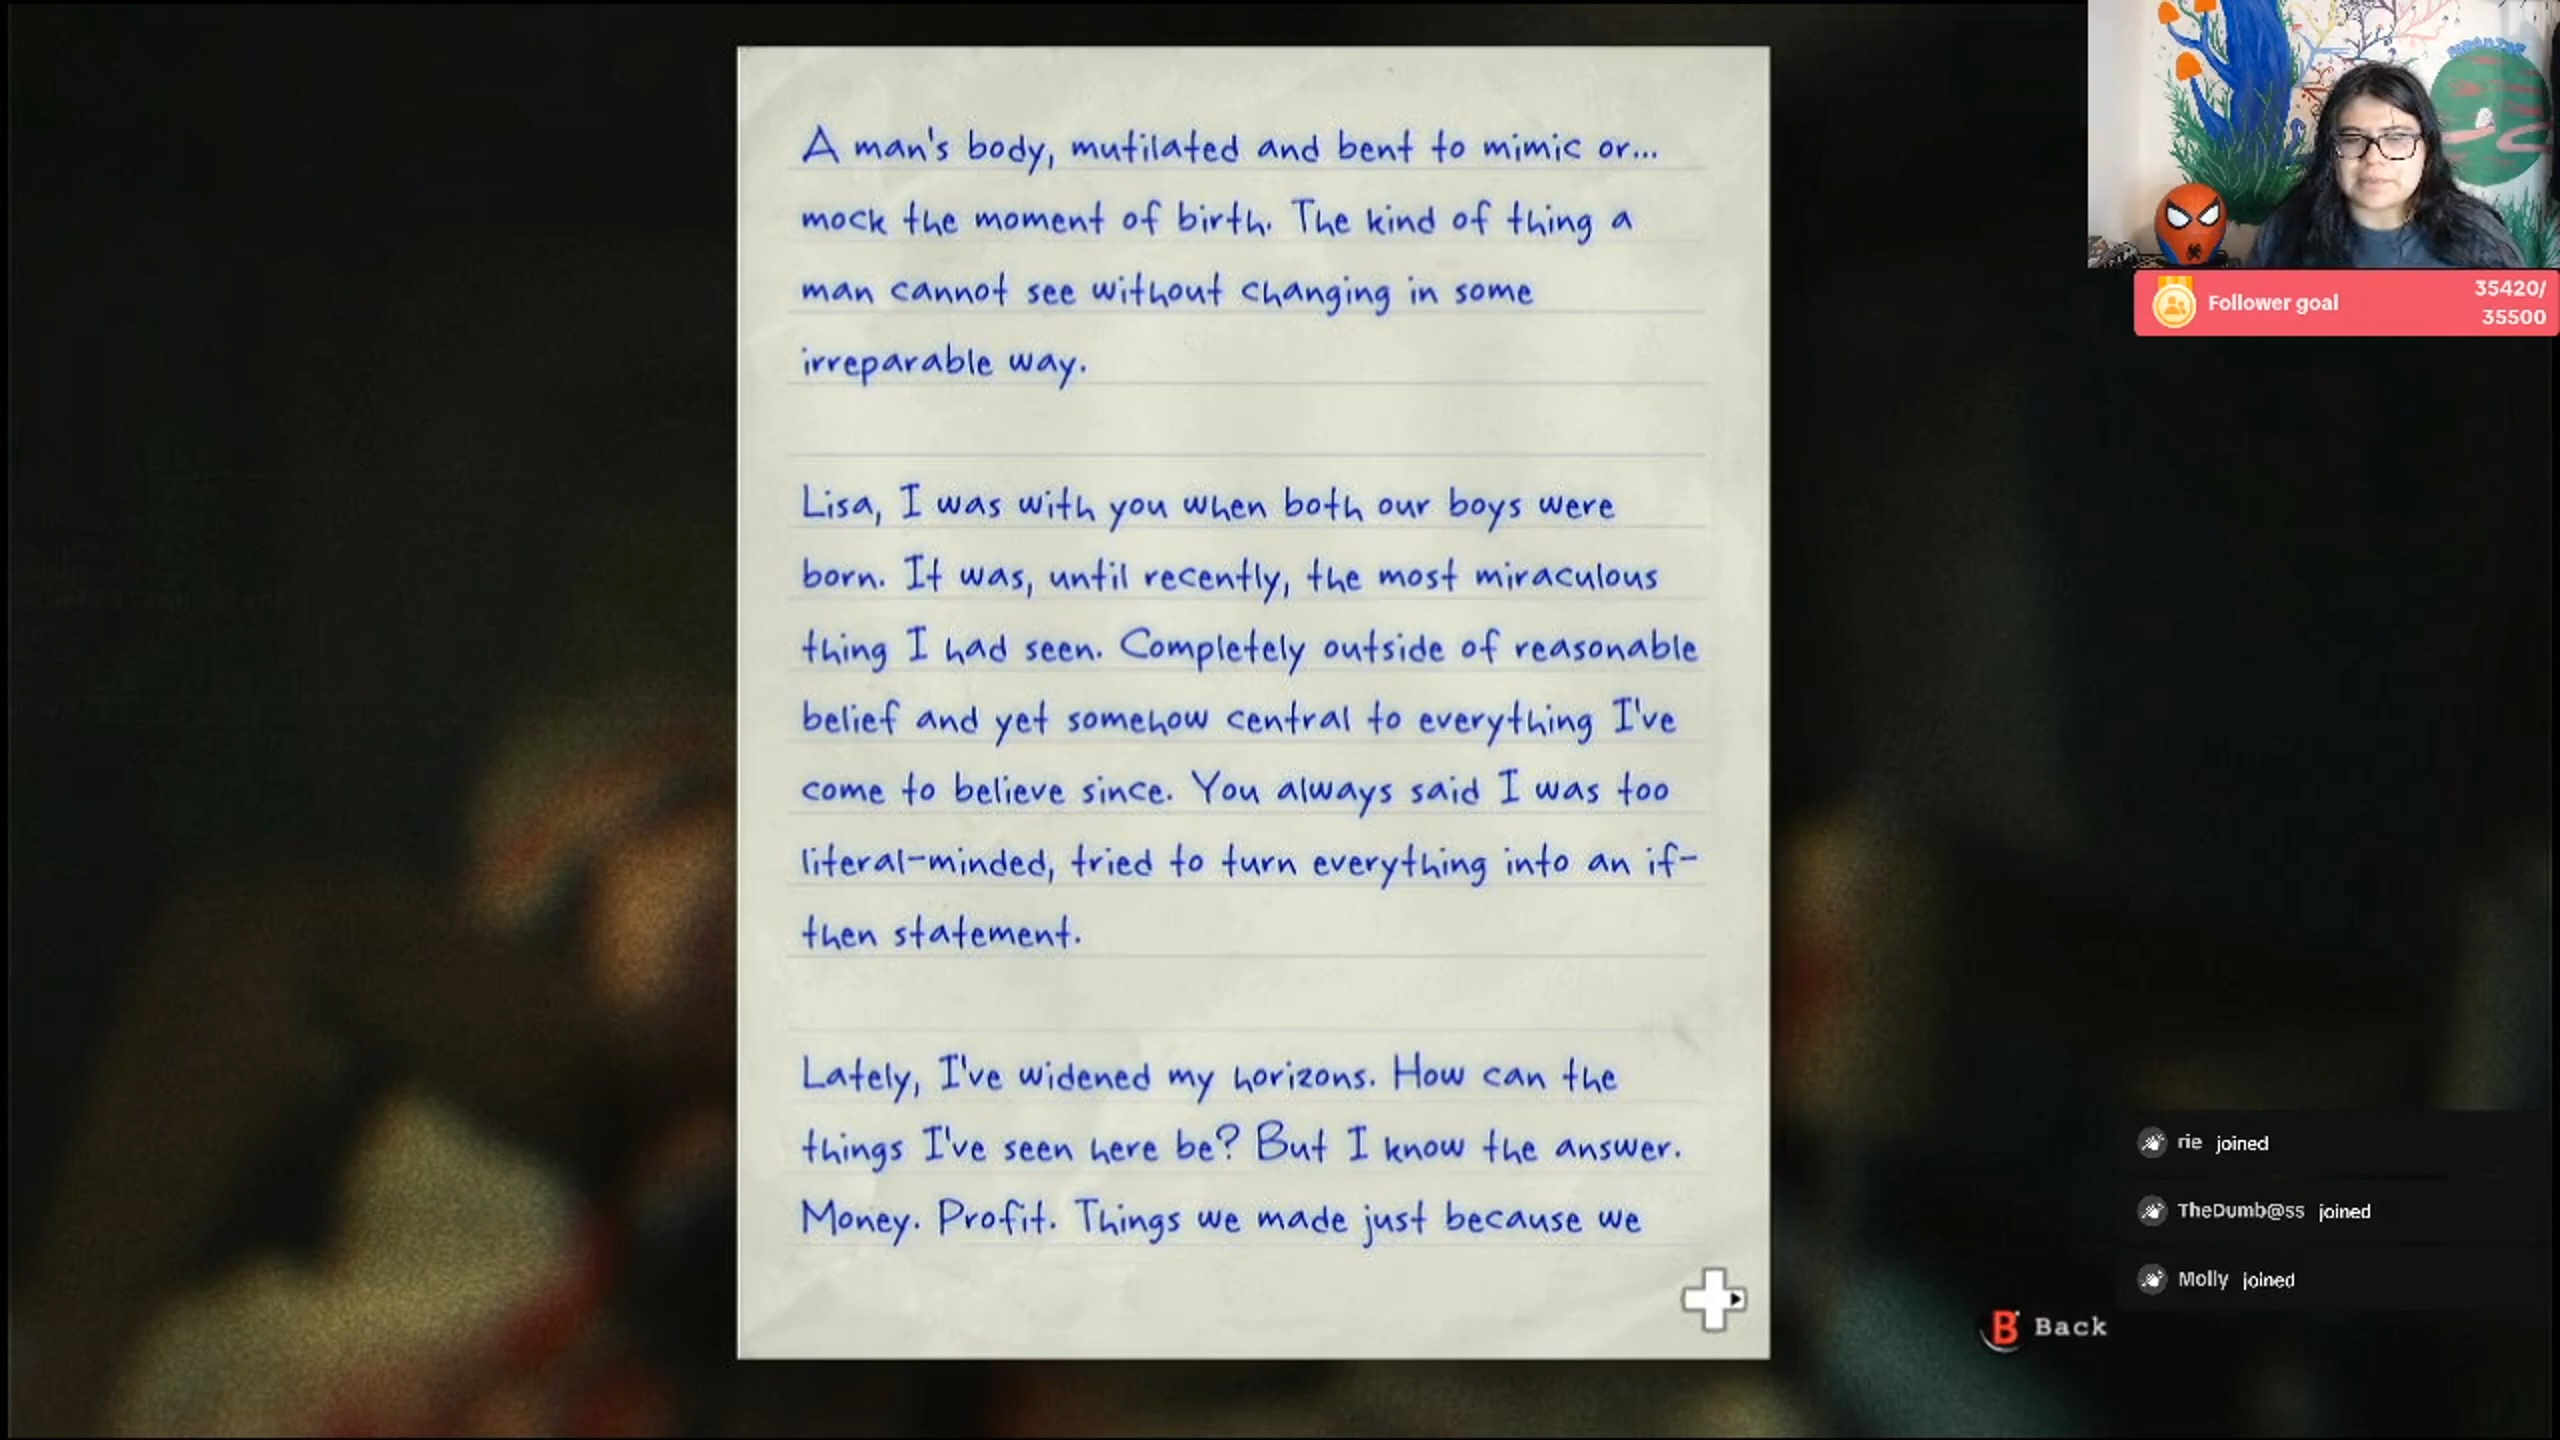 A man's body, mutilated and bent to mimic or...
mock the moment of birth. The kind of thing a
man cannot see without changing in some
irreparable way.
Lisa, I was with you when both our boys were
born. It was, until recently, the most miraculous
thing I had seen. Completely outside of reasonable
belief and yet somehow central to everything I've
come to believe since. You always said I was too
literal-minded, tried to turn everything into an if-
then statement.
Lately, I've widened my horizons. How can the
things I've seen here be? But I know the answer.
Money. Profit. Things we made just because we
B Back
Follower goal
35420/
35500
rie joined
TheDumb@ss joined
Molly joined